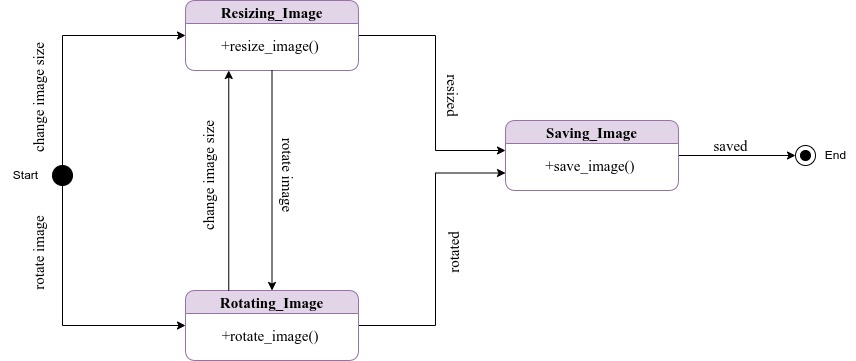 Resizing_Image
+resize_image()
change image size
resized
Saving_Image
+save_image()
saved
End
Start
change image size
rotate image
rotate image
rotated
Rotating_Image
+rotate_image()